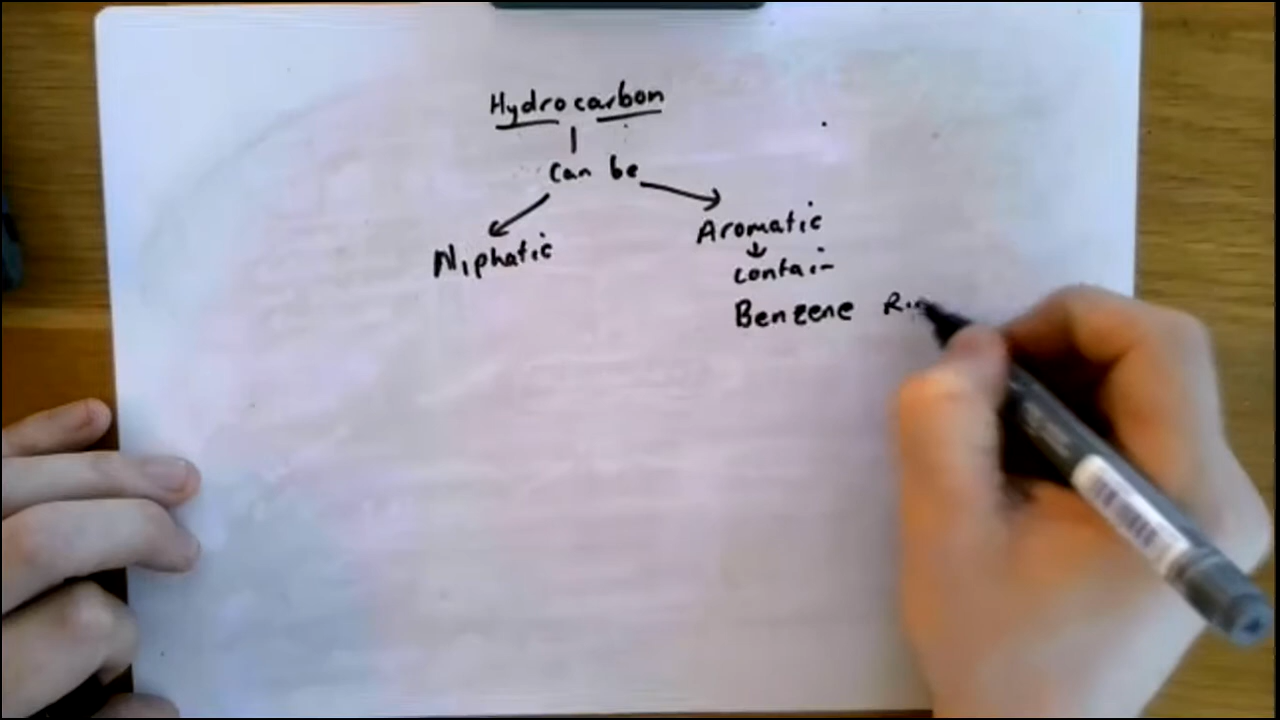 Hydrocarbon
can be
Aromatic
Aliphatic
contain
Benzene